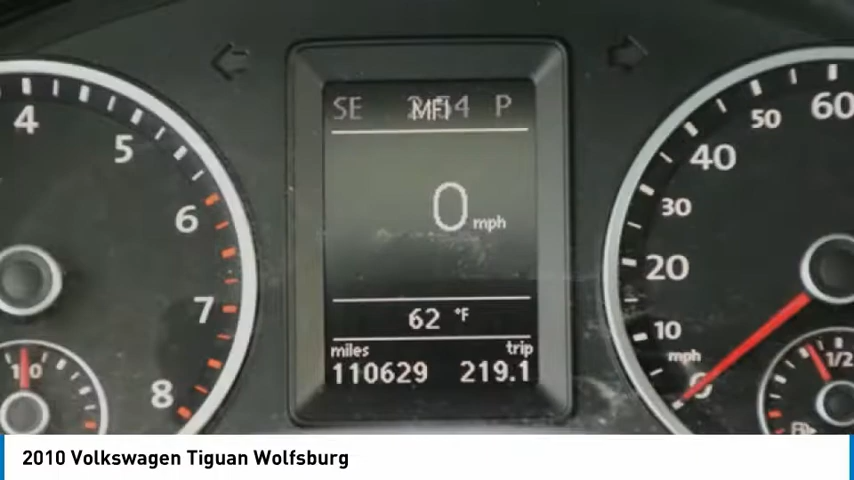 SE MFI P
4
5
6
7
8
0 mph
62 °F
miles trip
110629 219.1
60
50
40
30
20
10
mph
0
1/2
2010 Volkswagen Tiguan Wolfsburg